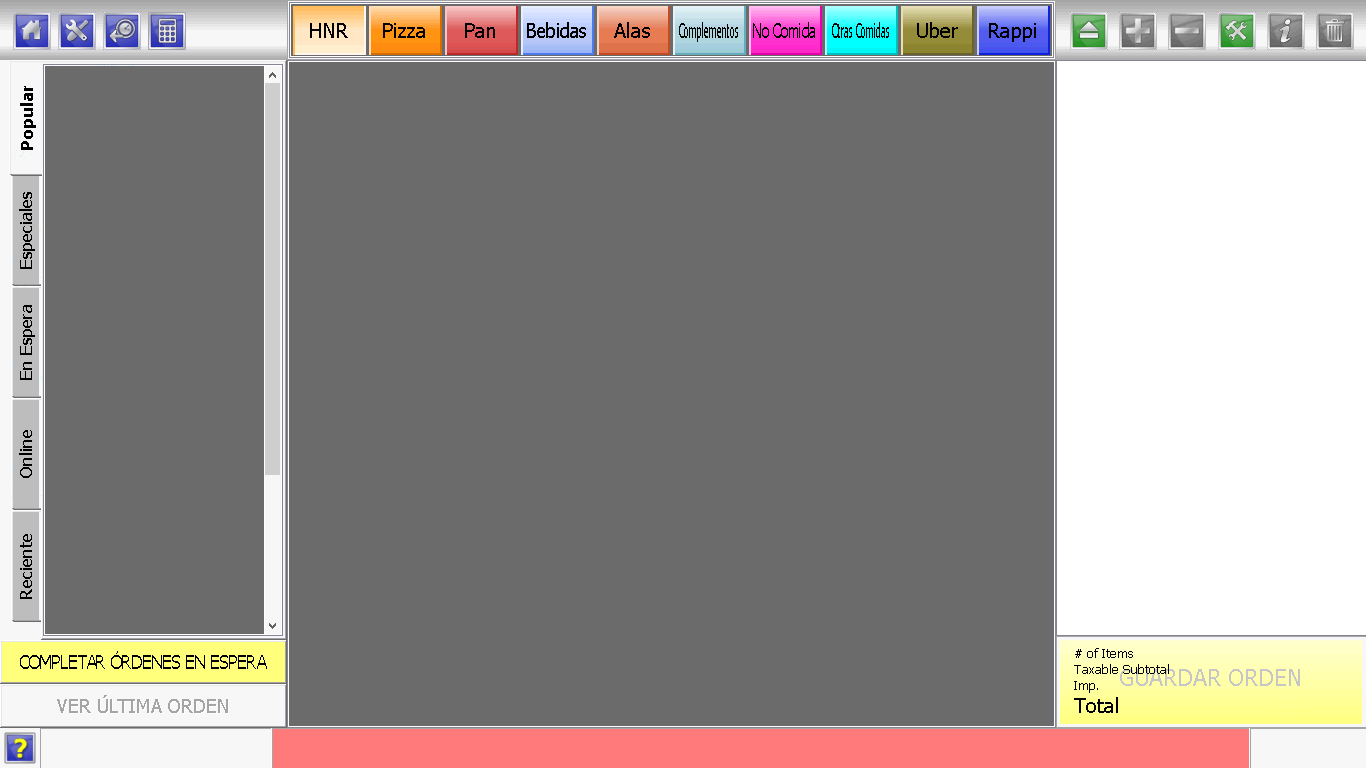 HNR
Pizza
Pan
Bebidas
Alas
Complementos
No Comida
Otras Comidas
Uber
Rappi
Popular
Especiales
En Espera
Online
Reciente
COMPLETAR ÓRDENES EN ESPERA
VER ÚLTIMA ORDEN
# of Items
Taxable Subtotal
GUARDAR ORDEN
Imp.
Total